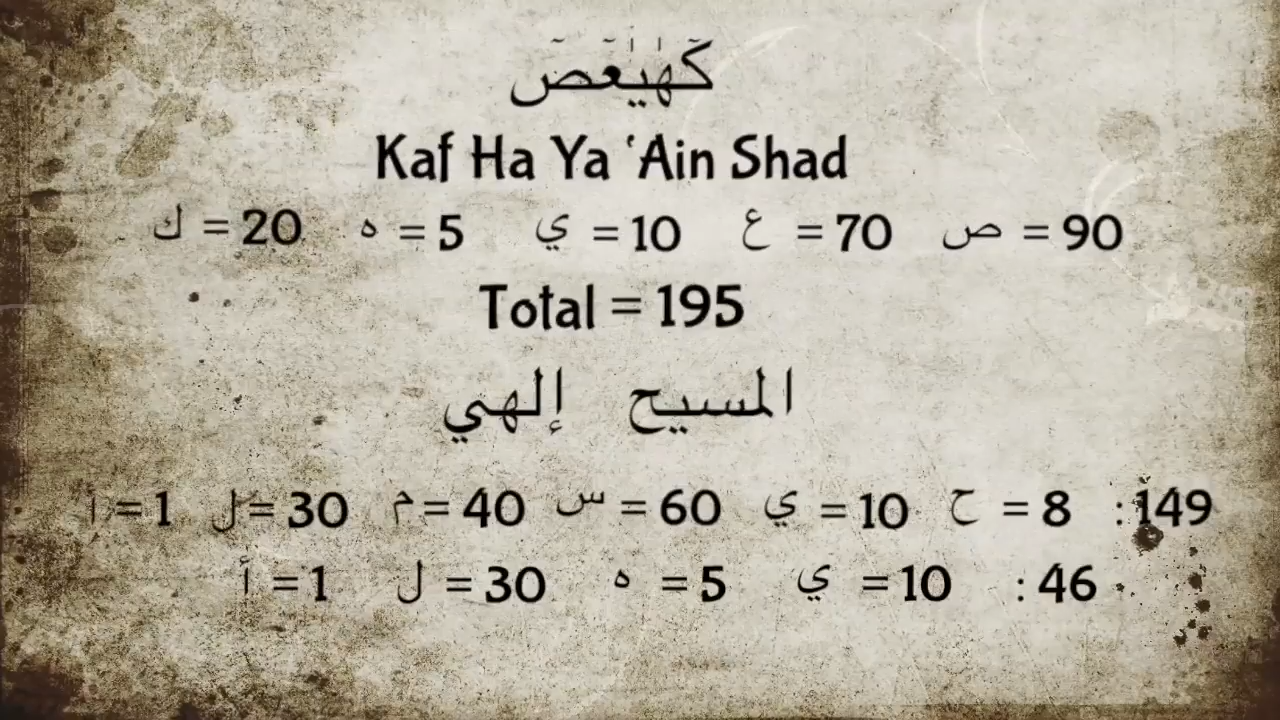 كٓهيعٓصٓ
Kaf Ha Ya ‘Ain Shad
ك = 20 ه = 5 ي = 10 ع = 70 ص = 90
Total = 195
المسيح إلهي
ا = 1 ل = 30 م = 40 س = 60 ي = 10 ح = 8 : 149
أ = 1 ل = 30 ه = 5 ي = 10 : 46